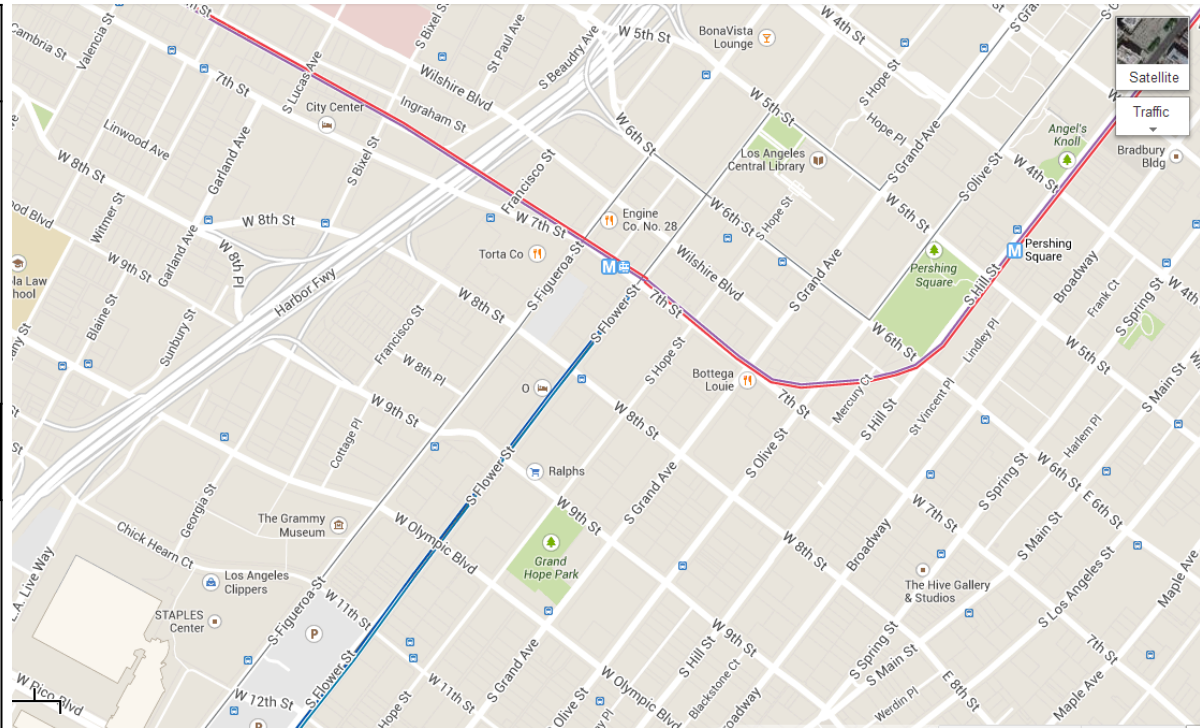 W 5th St
BonaVista
Lounge
W 4th St
S Bixel St
St Paul Ave
S Beaudry Ave
Cambria St
Valencia St
Wilshire Blvd
S Hope St
Satellite
7th St
S Lucas Ave
Ingraham St
W 5th St
Traffic
City Center
Hope Pl
S Grand Ave
Angel's
Knoll
W 6th St
Linwood Ave
Garland Ave
S Bixel St
Los Angeles
Central Library
Bradbury
Bldg
W 8th St
Francisco St
S Olive St
W 4th St
Witmer St
W 8th St
W 7th St
Engine
Co. No. 28
W 6th St
S Hope St
W 5th St
Garland Ave
W 8th Pl
W 9th St
Torta Co
S Figueroa St
M
Wilshire Blvd
S Grand Ave
Pershing
Square
M
Pershing
Square
S Hill St
Broadway
Harbor Fwy
Blaine St
Sunbury St
Francisco St
W 8th St
S Flower St
7th St
Frank Ct
S Spring St
W 4th
W 6th St
Lindley Pl
W 5th St
W 8th Pl
S Hope St
Bottega
Louie
7th St
Mercury Ct
St Vincent Pl
S Main St
W 9th St
O
W 8th St
S Hill St
Cottage Pl
Harlem Pl
S Olive St
S Flower St
Ralphs
S Grand Ave
W 6th St
S Spring St
E 6th St
Georgia St
The Grammy
Museum
W Olympic Blvd
W 9th St
W 7th St
S Main St
Chick Hearn Ct
Grand
Hope Park
W 8th St
Broadway
L.A. Live Way
Los Angeles
Clippers
The Hive Gallery
& Studios
S Los Angeles St
Maple Ave
STAPLES
Center
S Figueroa St
W 11th St
P
W 9th St
S Spring St
S Main St
7th St
S Flower St
S Grand Ave
S Hill St
W Pico Blvd
W 12th St
W 11th St
W Olympic Blvd
Blackstone Ct
E 8th St
Maple Ave
Werdin Pl
P
Hope St
Olive St